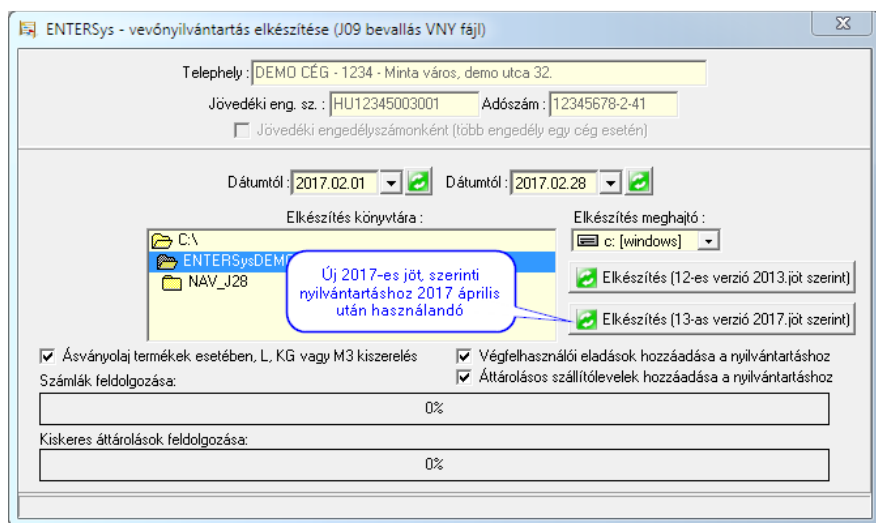 ENTERSys - vevőnyilvántartás elkészítése (J09 bevallás VNY fájl)
Telephely : DEMO CÉG - 1234 - Minta város, demo utca 32.
Jövedéki eng. sz. : HU12345003001 Adószám : 12345678-2-41
Jövedéki engedélyszámonként (több engedély egy cég esetén)
Dátumtól : 2017.02.01 Dátumtól : 2017.02.28
Elkészítés könyvtára : Elkészítés meghajtó :
C:\ c: [windows]
ENTERSysDEMO
NAV_J28
Új 2017-es jöt, szerinti
nyilvántartáshoz 2017 április
után használandó
Elkészítés (12-es verzió 2013.jöt szerint)
Elkészítés (13-as verzió 2017.jöt szerint)
Ásványolaj termékek esetében, L, KG vagy M3 kiszerelés Végfelhasználói eladások hozzáadása a nyilvántartáshoz
Számlák feldolgozása: Áttárolásos szállítólevelek hozzáadása a nyilvántartáshoz
0%
Kiskeres áttárolások feldolgozása:
0%